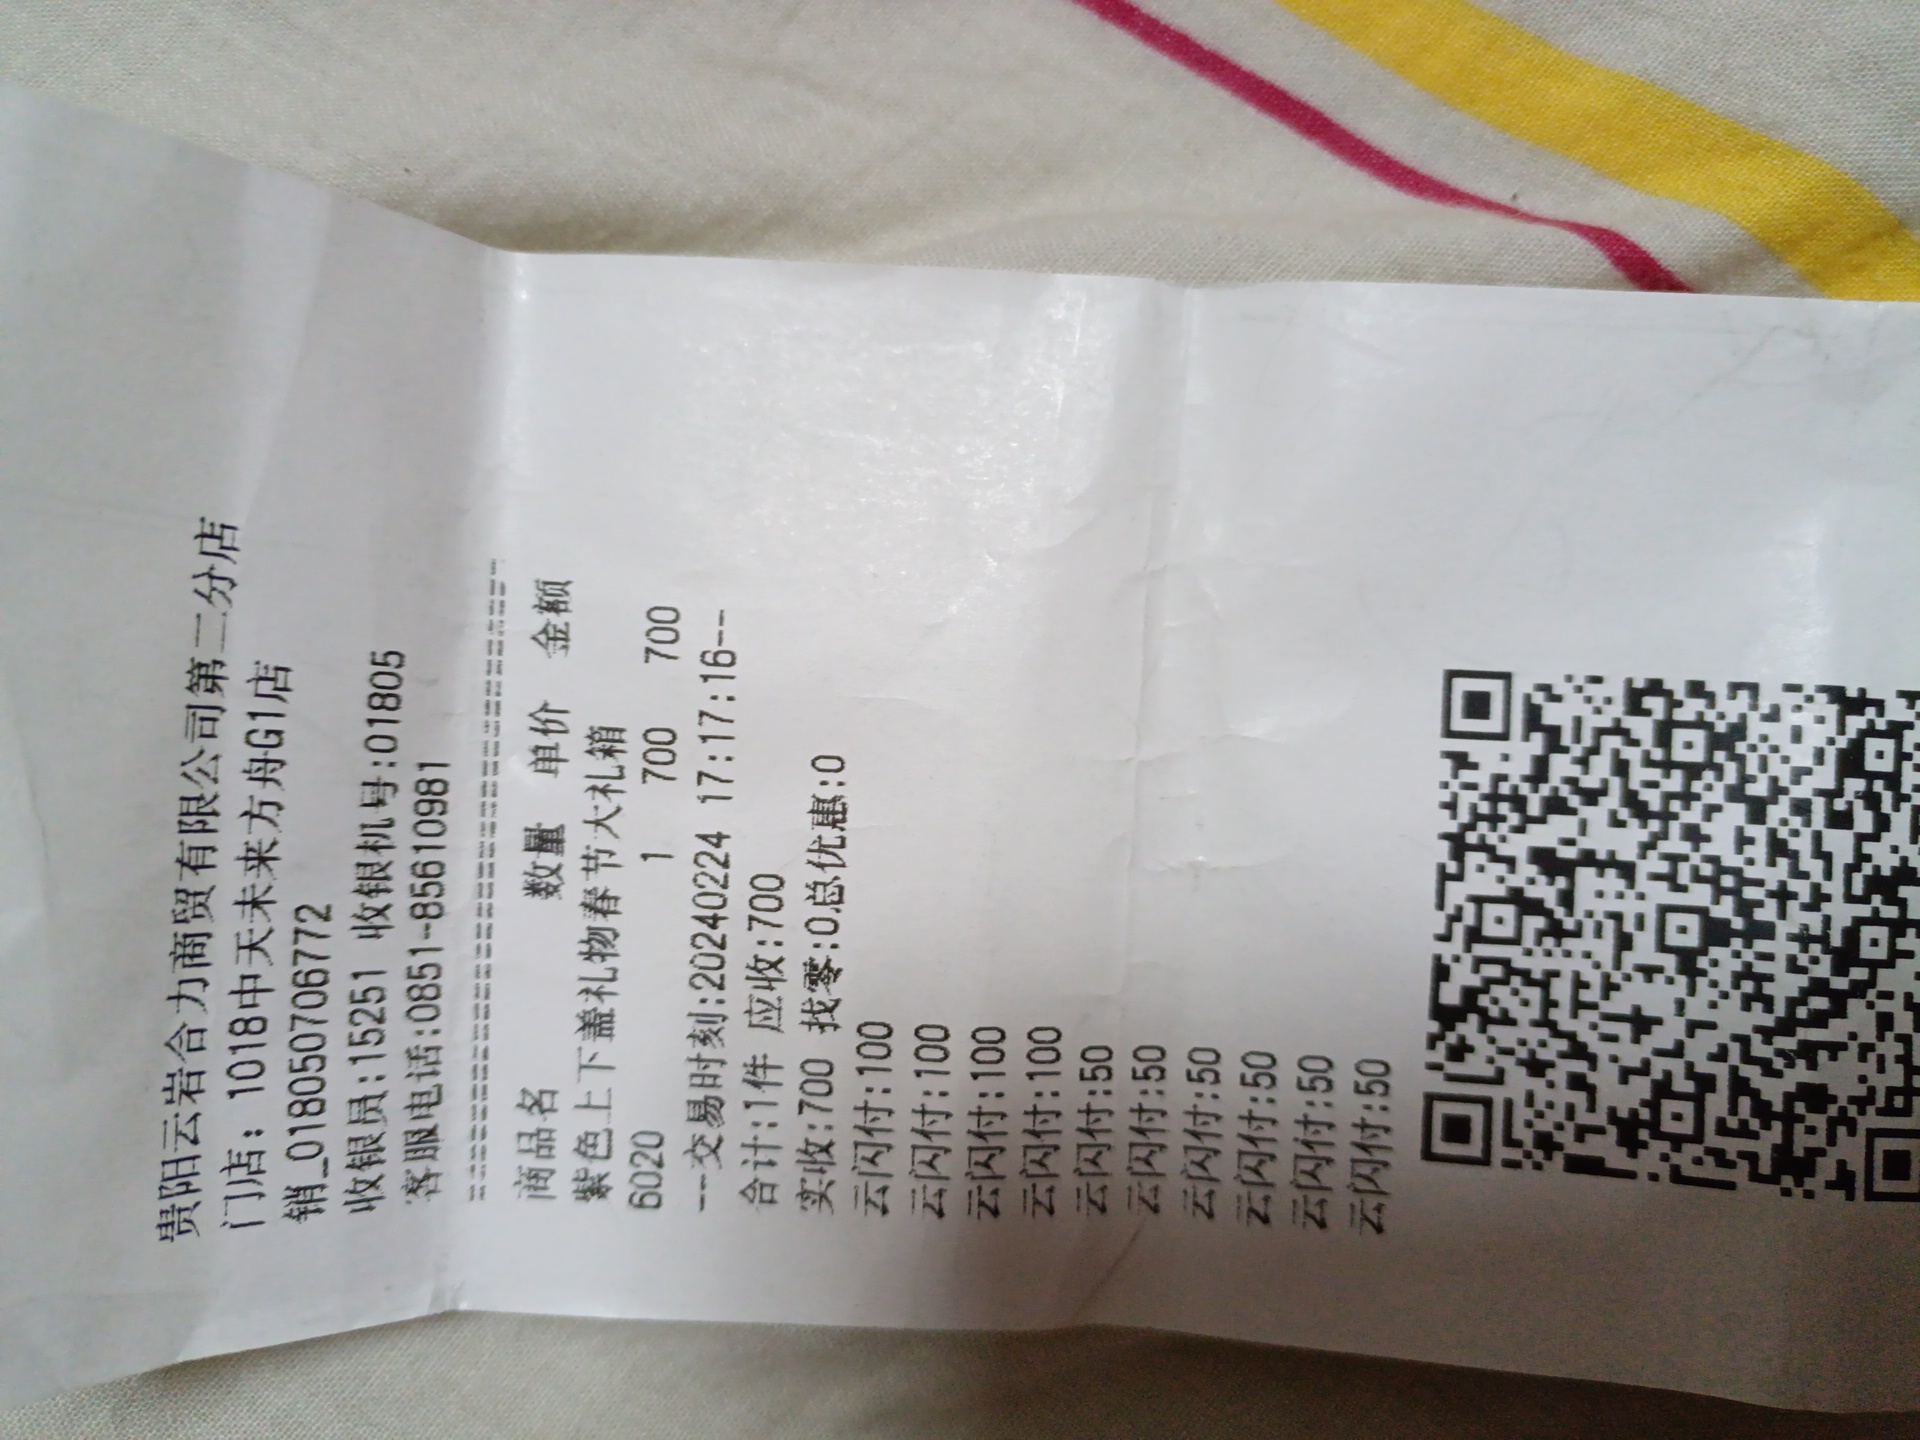 贵阳云岩合力商贸有限公司第二分店
门店：1018中天未来方舟G1店
销_018050706772
收银员:15251 收银机号:01805
客服电话:0851-85610981
商品名 数量 单价 金额
紫色上下盖礼物春节大礼箱
6020 1 700 700
--交易时刻:20240224 17:17:16--
合计:1件 应收:700
实收:700 找零:0总优惠:0
云闪付:100
云闪付:100
云闪付:100
云闪付:100
云闪付:50
云闪付:50
云闪付:50
云闪付:50
云闪付:50
云闪付:50